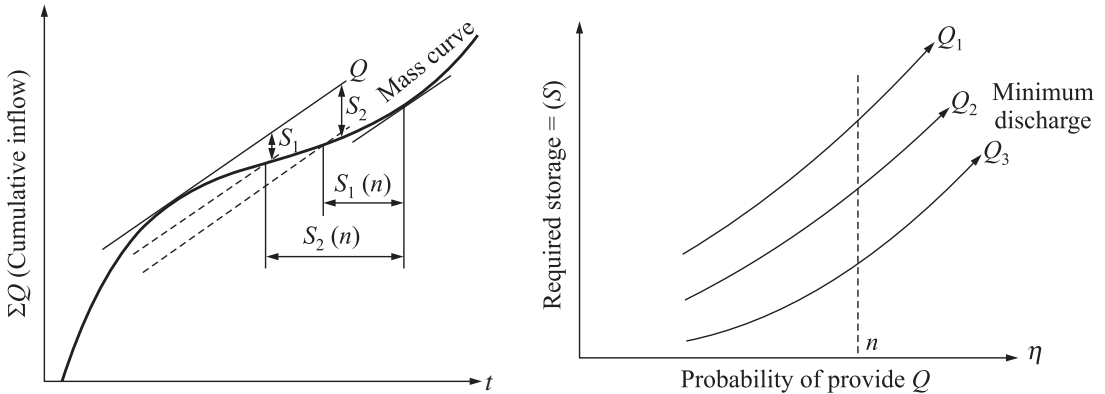 ΣQ (Cumulative inflow)
Q
Mass curve
S₂
S₁
S₁ (n)
S₂ (n)
t
Required storage = (S)
Q₁
Q₂
Minimum
discharge
Q₃
n
η
Probability of provide Q